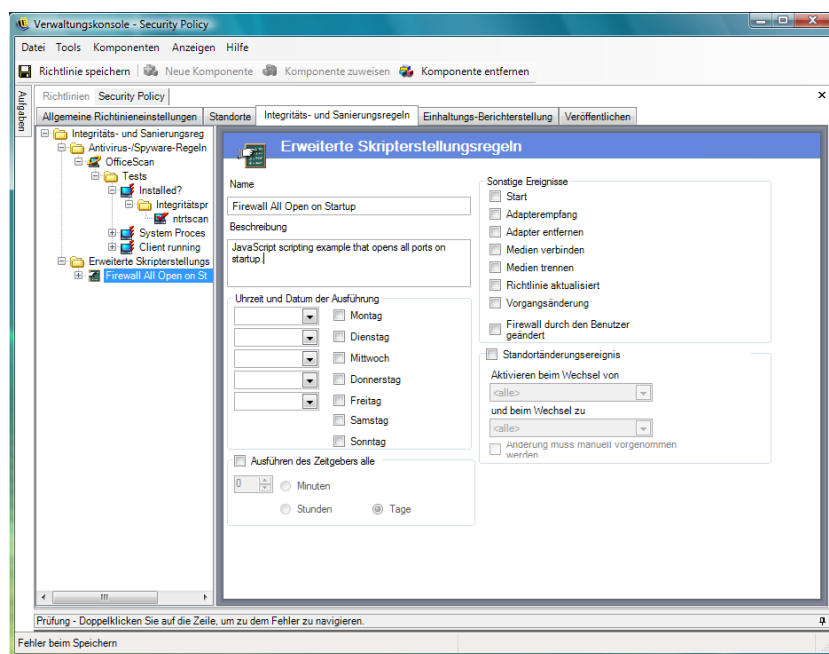 Verwaltungskonsole - Security Policy
Datei Tools Komponenten Anzeigen Hilfe
Richtlinie speichern Neue Komponente Komponente zuweisen Komponente entfernen
Aufgaben
Richtlinien Security Policy
Allgemeine Richtinieneinstellungen Standorte Integritäts- und Sanierungsregeln Einhaltungs-Berichterstellung Veröffentlichen
Integritäts- und Sanierungsreg
Antivirus-/Spyware-Regeln
OfficeScan
Tests
Installed?
Integritätspr
ntrtscan
System Proces
Client running
Erweiterte Skripterstellungs
Firewall All Open on St
Erweiterte Skripterstellungsregeln
Name
Firewall All Open on Startup
Beschreibung
JavaScript scripting example that opens all ports on
startup.
Uhrzeit und Datum der Ausführung
Montag
Dienstag
Mittwoch
Donnerstag
Freitag
Samstag
Sonntag
Ausführen des Zeitgebers alle
0 Minuten
Stunden Tage
Sonstige Ereignisse
Start
Adapterempfang
Adapter entfernen
Medien verbinden
Medien trennen
Richtlinie aktualisiert
Vorgangsänderung
Firewall durch den Benutzer
geändert
Standortänderungsereignis
Aktivieren beim Wechsel von
<alle>
und beim Wechsel zu
<alle>
Änderung muss manuell vorgenommen
werden
Prüfung - Doppelklicken Sie auf die Zeile, um zu dem Fehler zu navigieren.
Fehler beim Speichern